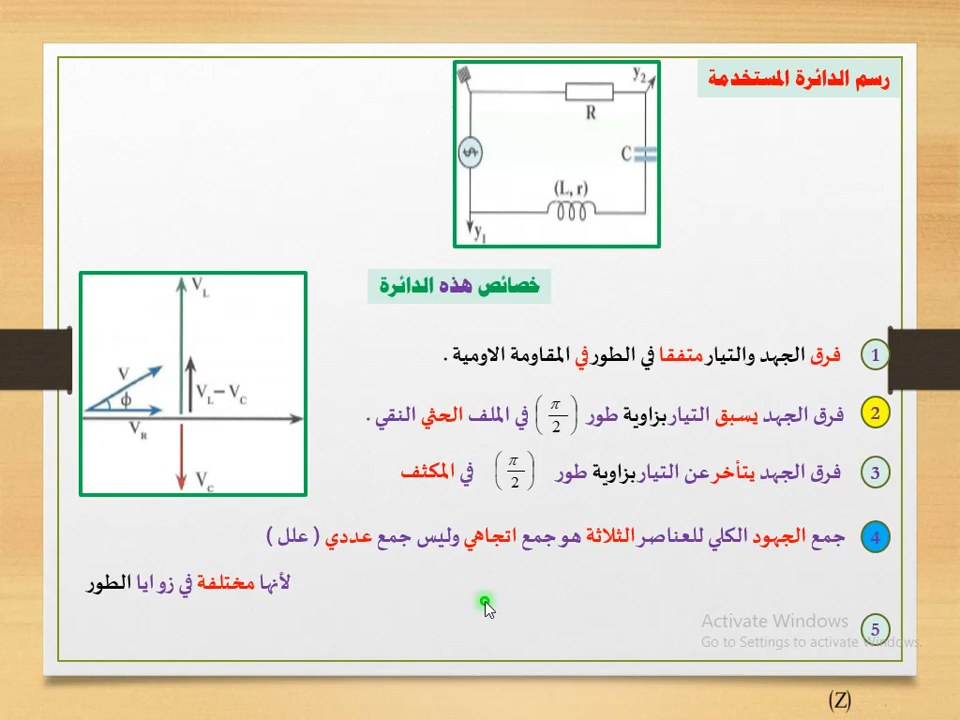 رسم الدائرة المستخدمة
y2
R
C
(L, r)
y1
خصائص هذه الدائرة
VL
V
ϕ
VL – VC
VR
VC
1 فرق الجهد والتيار متفقا في الطور في المقاومة الاومية .
2 فرق الجهد يسبق التيار بزاوية طور (π/2) في الملف الحثي النقي .
3 فرق الجهد يتأخر عن التيار بزاوية طور (π/2) في المكثف
4 جمع الجهود الكلي للعناصر الثلاثة هو جمع اتجاهي وليس جمع عددي ( علل )
لأنها مختلفة في زوايا الطور
5
Activate Windows
Go to Settings to activate Windows.
(Z)